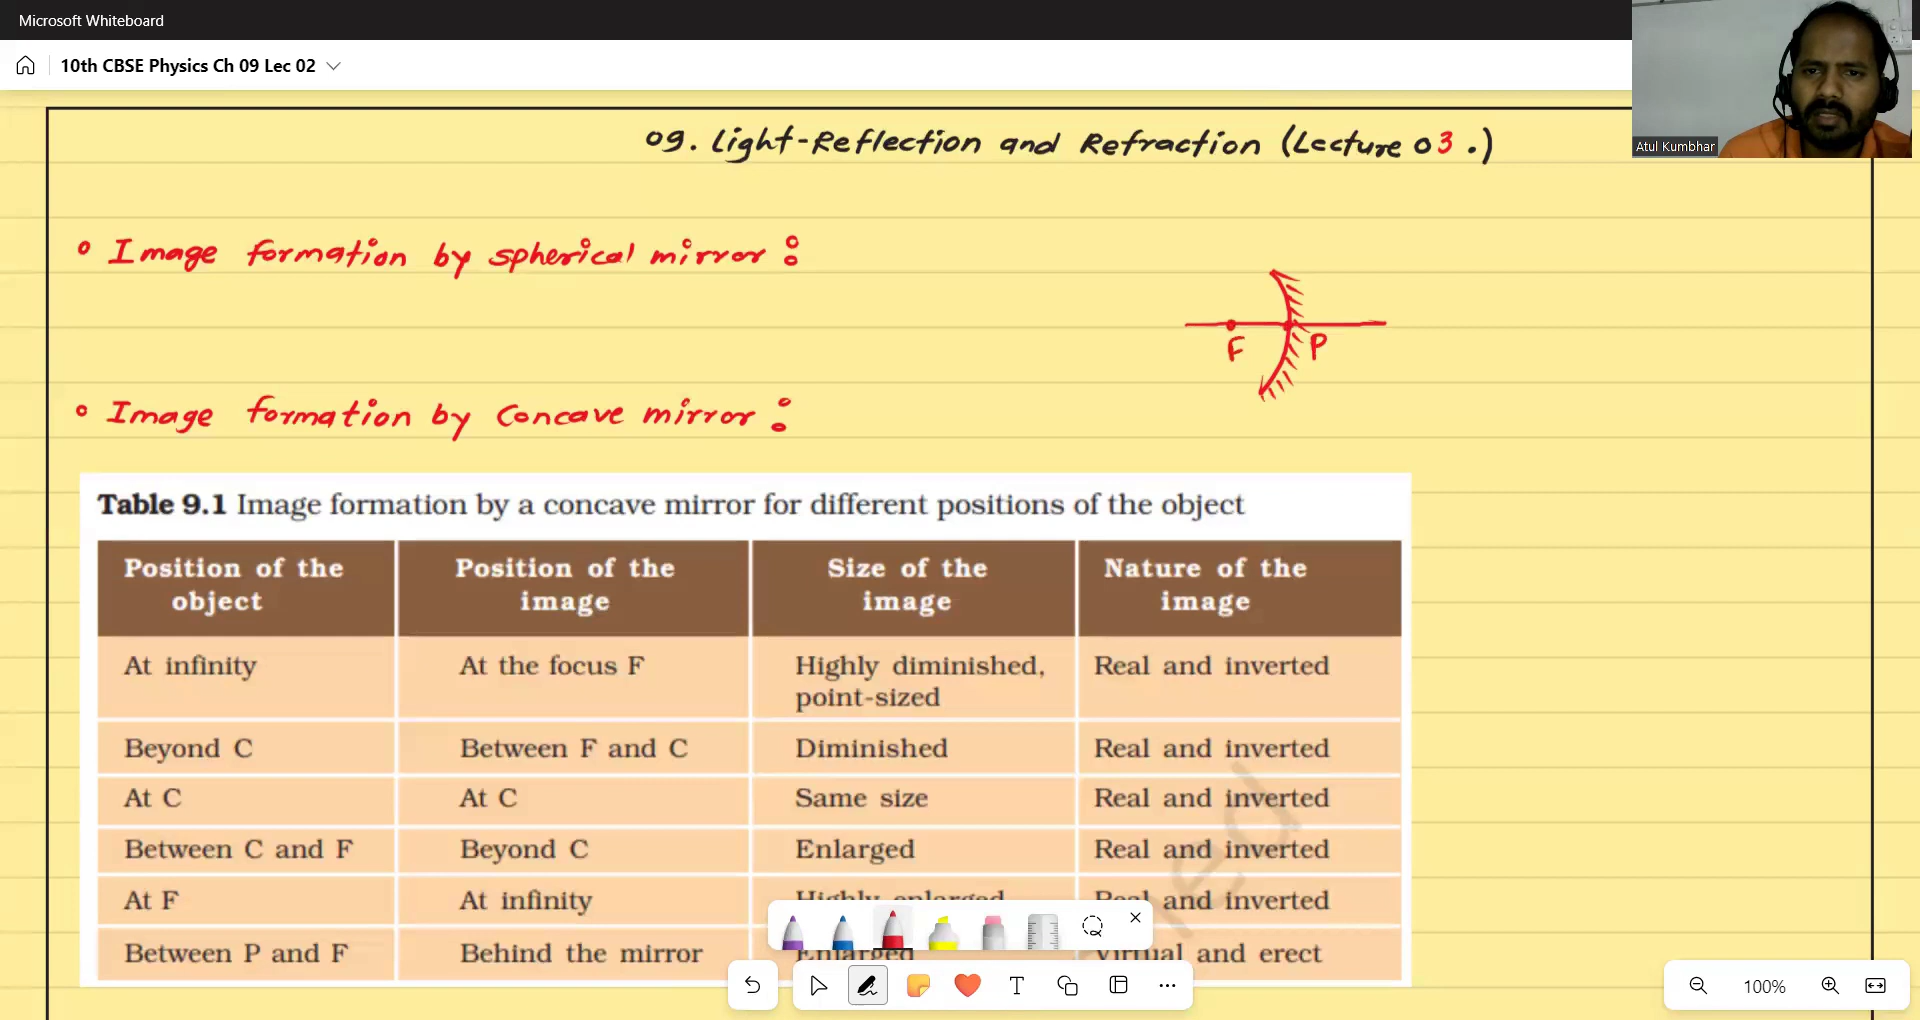 Microsoft Whiteboard
10th CBSE Physics Ch 09 Lec 02
Atul Kumbhar
09. Light-Reflection and Refraction (Lecture 03.)
Image formation by spherical mirror:
F P
Image formation by Concave mirror:
Table 9.1 Image formation by a concave mirror for different positions of the object
Position of the object Position of the image Size of the image Nature of the image
At infinity At the focus F Highly diminished, point-sized Real and inverted
Beyond C Between F and C Diminished Real and inverted
At C At C Same size Real and inverted
Between C and F Beyond C Enlarged Real and inverted
At F At infinity Highly enlarged Real and inverted
Between P and F Behind the mirror Enlarged Virtual and erect
100%